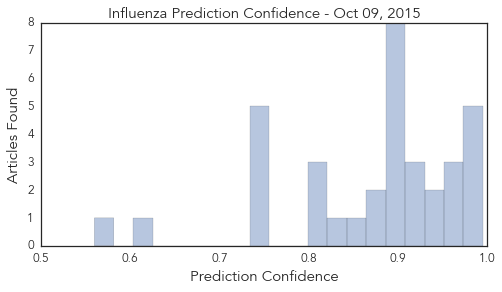 Influenza Prediction Confidence - Oct 09, 2015
8
7
6
5
4
3
2
1
0
Articles Found
0.5 0.6 0.7 0.8 0.9 1.0
Prediction Confidence